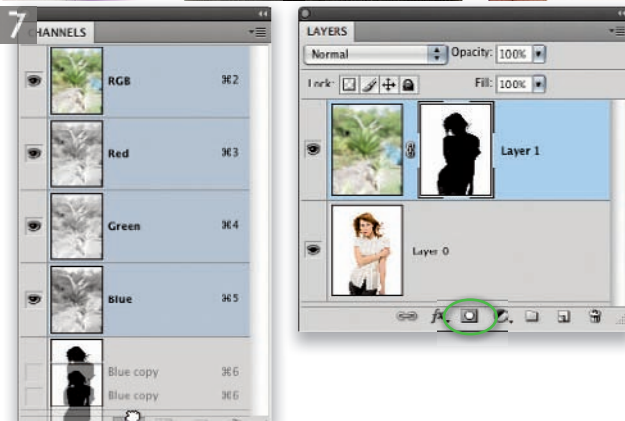 7
CHANNELS
RGB ⌘2
Red ⌘3
Green ⌘4
Blue ⌘5
Blue copy ⌘6
Blue copy ⌘6
LAYERS
Normal Opacity: 100%
Lock: Fill: 100%
Layer 1
Layer 0
fx